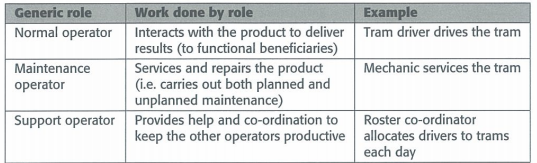 Generic role Work done by role Example
Normal operator Interacts with the product to deliver Tram driver drives the tram
results (to functional beneficiaries)
Maintenance Services and repairs the product Mechanic services the tram
operator (i.e. carries out both planned and
unplanned maintenance)
Support operator Provides help and co-ordination to Roster co-ordinator
keep the other operators productive allocates drivers to trams
each day